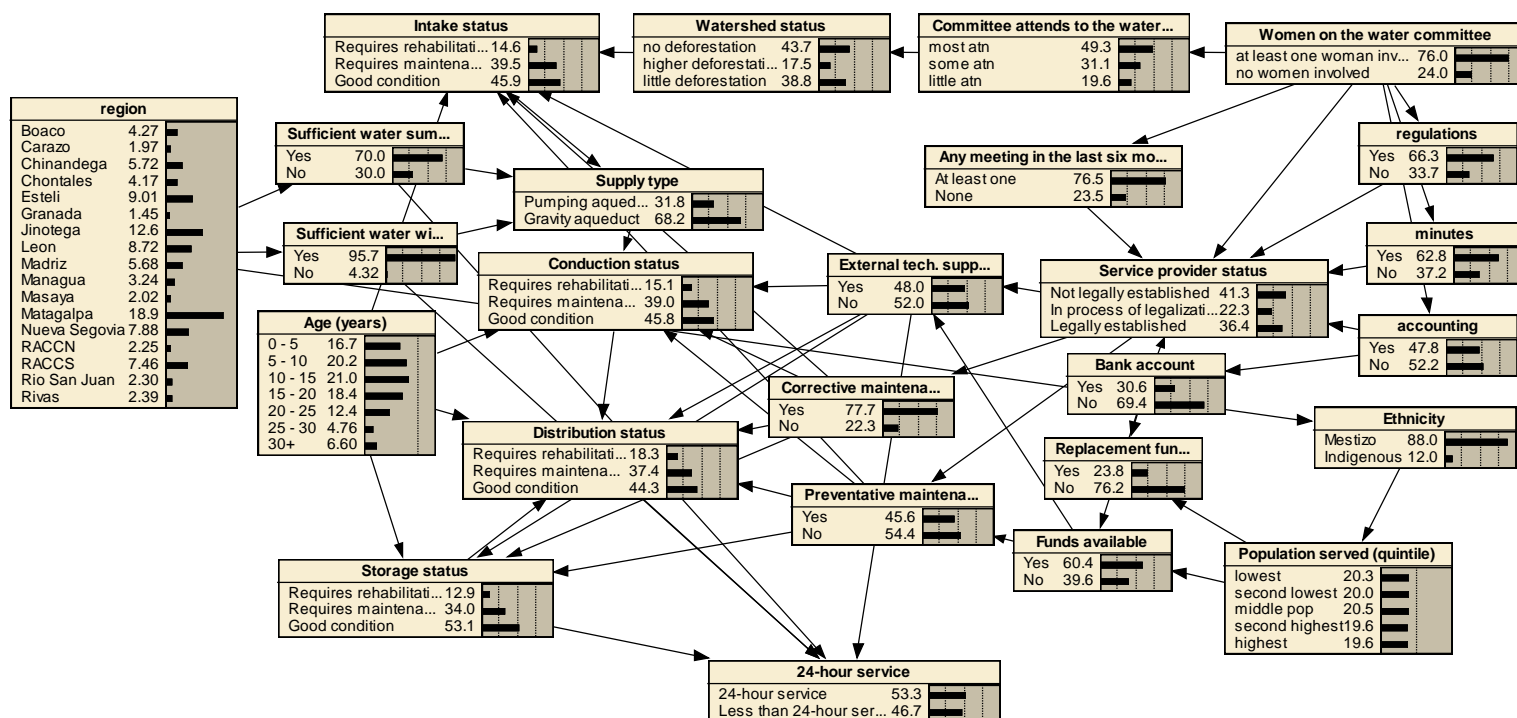 Intake status
Requires rehabilitati... 14.6
Requires maintena... 39.5
Good condition 45.9
Watershed status
no deforestation 43.7
higher deforestati... 17.5
little deforestation 38.8
Committee attends to the water...
most atn 49.3
some atn 31.1
little atn 19.6
Women on the water committee
at least one woman inv... 76.0
no women involved 24.0
region
Boaco 4.27
Carazo 1.97
Chinandega 5.72
Chontales 4.17
Esteli 9.01
Granada 1.45
Jinotega 12.6
Leon 8.72
Madriz 5.68
Managua 3.24
Masaya 2.02
Matagalpa 18.9
Nueva Segovia 7.88
RACCN 2.25
RACCS 7.46
Rio San Juan 2.30
Rivas 2.39
Sufficient water sum...
Yes 70.0
No 30.0
Supply type
Pumping aqued... 31.8
Gravity aqueduct 68.2
Any meeting in the last six mo...
At least one 76.5
None 23.5
regulations
Yes 66.3
No 33.7
Sufficient water wi...
Yes 95.7
No 4.32
minutes
Yes 62.8
No 37.2
Conduction status
Requires rehabilitati... 15.1
Requires maintena... 39.0
Good condition 45.8
External tech. supp...
Yes 48.0
No 52.0
Service provider status
Not legally established 41.3
In process of legalizati... 22.3
Legally established 36.4
Age (years)
0 - 5 16.7
5 - 10 20.2
10 - 15 21.0
15 - 20 18.4
20 - 25 12.4
25 - 30 4.76
30+ 6.60
accounting
Yes 47.8
No 52.2
Bank account
Yes 30.6
No 69.4
Corrective maintena...
Yes 77.7
No 22.3
Ethnicity
Mestizo 88.0
Indigenous 12.0
Distribution status
Requires rehabilitati... 18.3
Requires maintena... 37.4
Good condition 44.3
Replacement fun...
Yes 23.8
No 76.2
Preventative maintena...
Yes 45.6
No 54.4
Funds available
Yes 60.4
No 39.6
Population served (quintile)
lowest 20.3
second lowest 20.0
middle pop 20.5
second highest 19.6
highest 19.6
Storage status
Requires rehabilitati... 12.9
Requires maintena... 34.0
Good condition 53.1
24-hour service
24-hour service 53.3
Less than 24-hour ser... 46.7